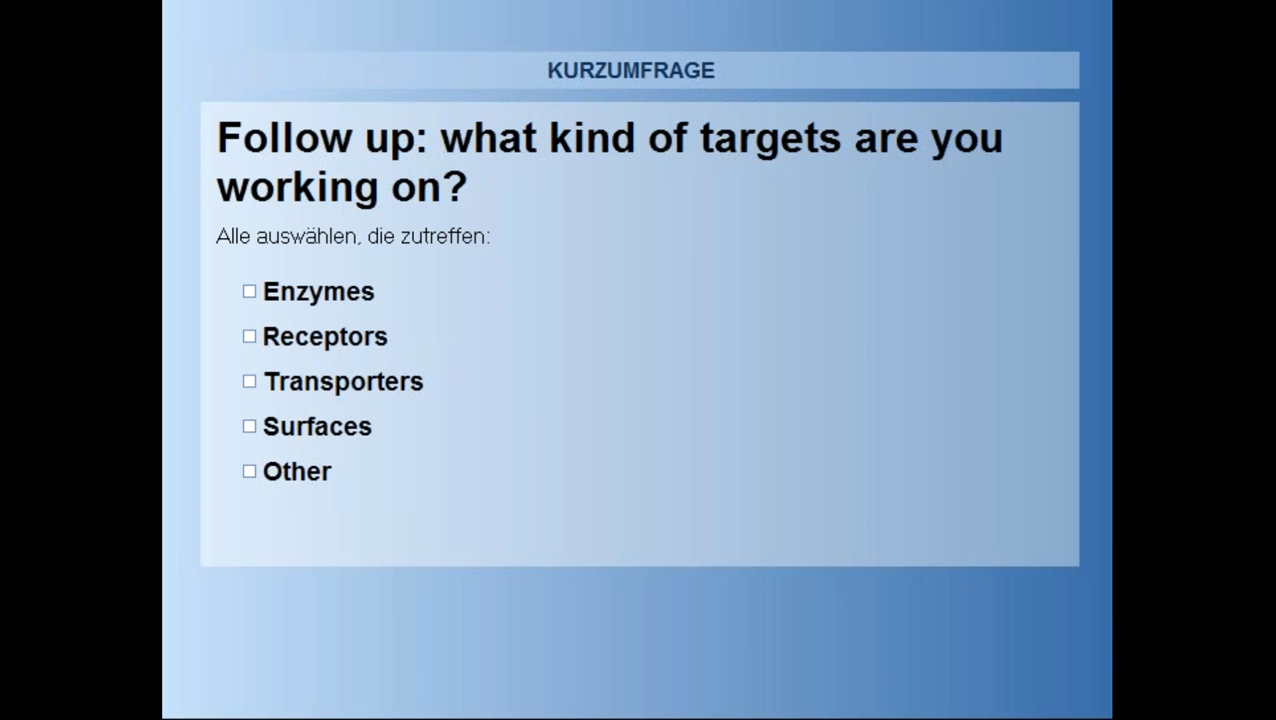 KURZUMFRAGE
Follow up: what kind of targets are you
working on?
Alle auswählen, die zutreffen:
Enzymes
Receptors
Transporters
Surfaces
Other